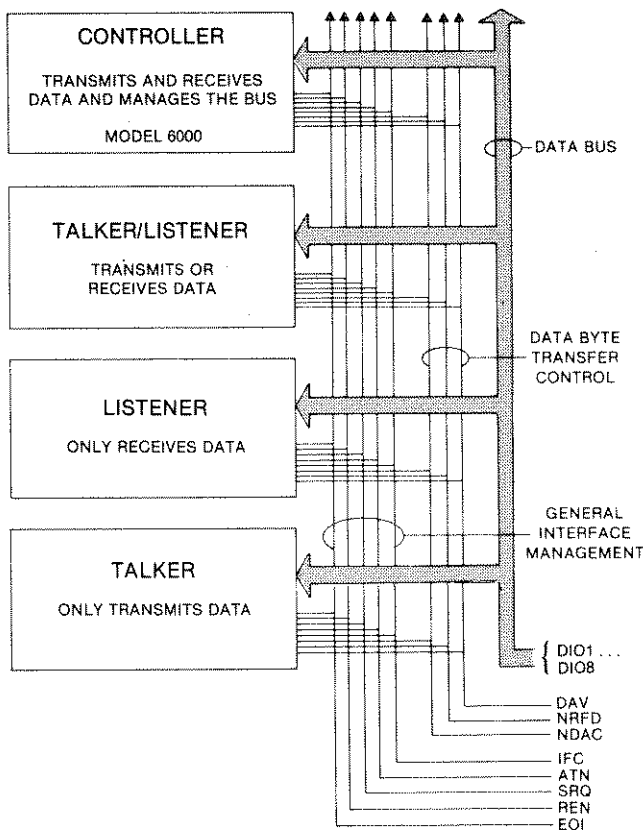 CONTROLLER
TRANSMITS AND RECEIVES
DATA AND MANAGES THE BUS
MODEL 6000
DATA BUS
TALKER/LISTENER
TRANSMITS OR
RECEIVES DATA
DATA BYTE
TRANSFER
CONTROL
LISTENER
ONLY RECEIVES DATA
GENERAL
INTERFACE
MANAGEMENT
TALKER
ONLY TRANSMITS DATA
{ DIO1 ...
DIO8
DAV
NRFD
NDAC
IFC
ATN
SRQ
REN
EOI